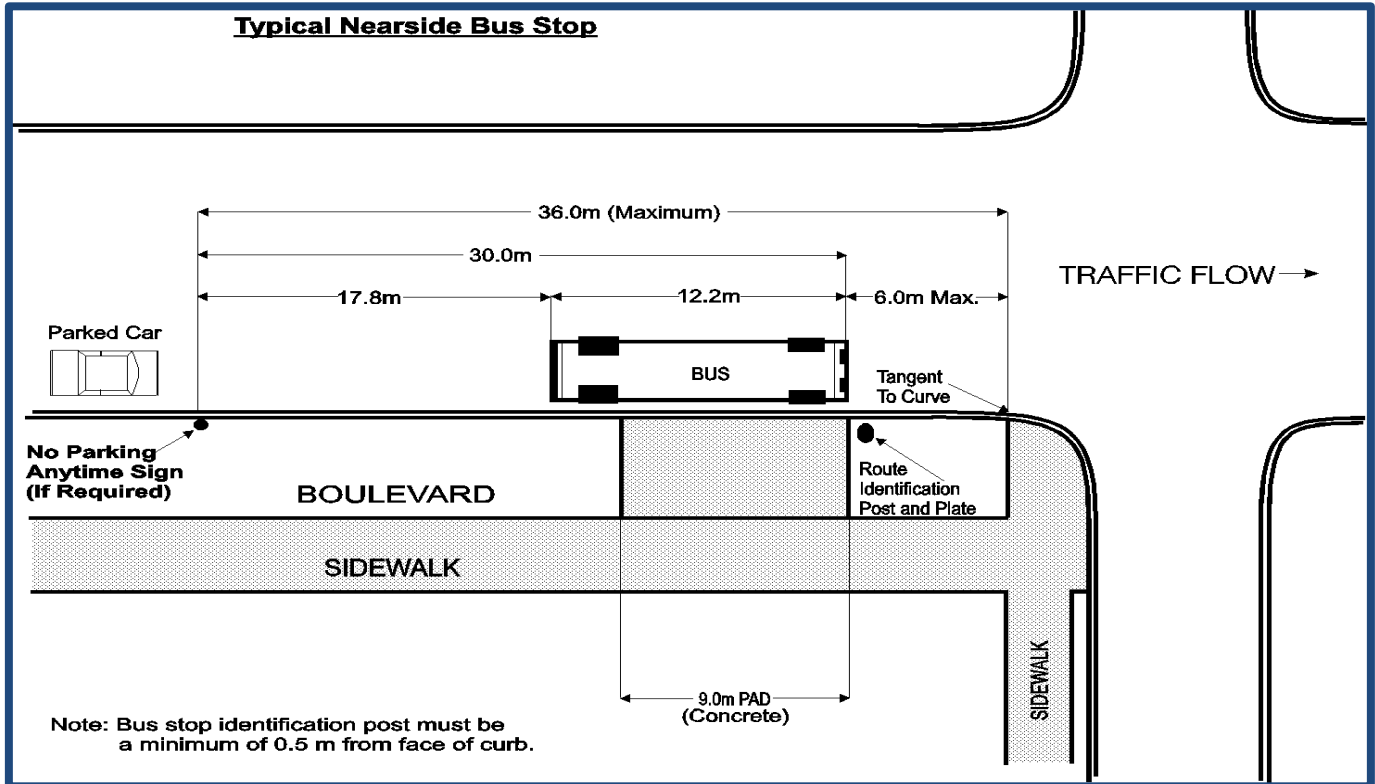 Typical Nearside Bus Stop
36.0m (Maximum)
30.0m
TRAFFIC FLOW
17.8m
12.2m
6.0m Max.
Parked Car
BUS
Tangent
To Curve
No Parking
Anytime Sign
(If Required)
BOULEVARD
Route
Identification
Post and Plate
SIDEWALK
SIDEWALK
9.0m PAD
(Concrete)
Note: Bus stop identification post must be
a minimum of 0.5 m from face of curb.